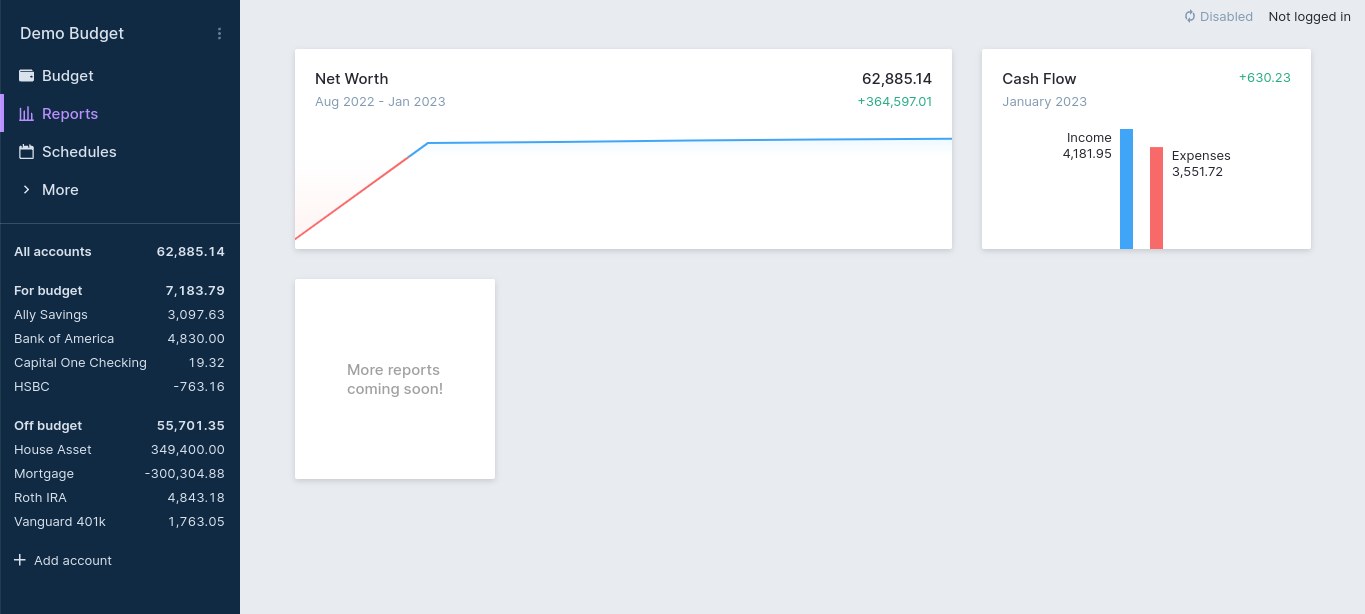 Demo Budget
Budget
Reports
Schedules
More
All accounts 62,885.14
For budget 7,183.79
Ally Savings 3,097.63
Bank of America 4,830.00
Capital One Checking 19.32
HSBC -763.16
Off budget 55,701.35
House Asset 349,400.00
Mortgage -300,304.88
Roth IRA 4,843.18
Vanguard 401k 1,763.05
Add account
Disabled Not logged in
Net Worth 62,885.14
Aug 2022 - Jan 2023 +364,597.01
Cash Flow +630.23
January 2023
Income
4,181.95
Expenses
3,551.72
More reports
coming soon!